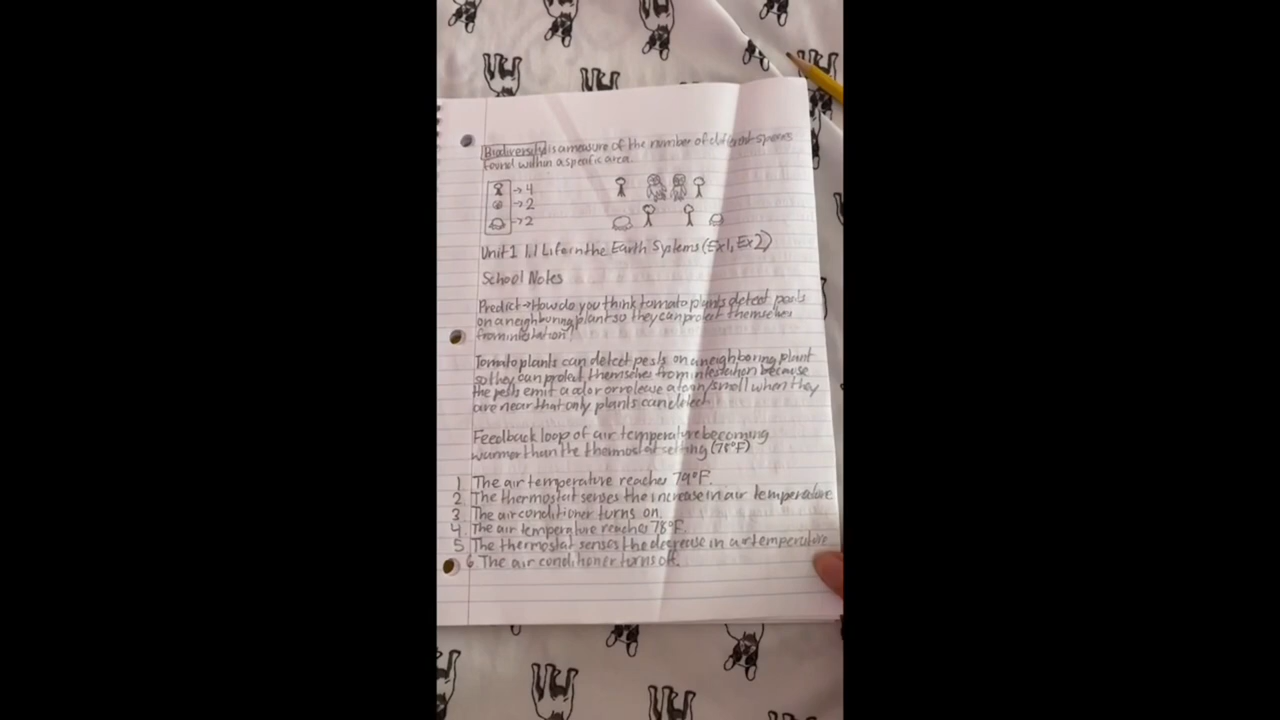 Biodiversity is a measure of the number of different species
found within a specific area.
→ 4
→ 2
→ 2
Unit 1 1.1 Life in the Earth Systems (Ex1, Ex2)
School Notes
Predict → How do you think tomato plants detect pests
on a neighboring plant so they can protect themselves
from infestation?
Tomato plants can detect pests on a neighboring plant
so they can protect themselves from infestation because
the pests emit a odor or release a /smell when they
are near that only plants can detect
Feedback loop of air temperature becoming
warmer than the thermostat setting (78°F)
1 The air temperature reaches 79°F.
2. The thermostat senses the increase in air temperature
3 The air conditioner turns on.
4. The air temperature reaches 78°F.
5 The thermostat senses the decrease in air temperature
6 The air conditioner turns off.